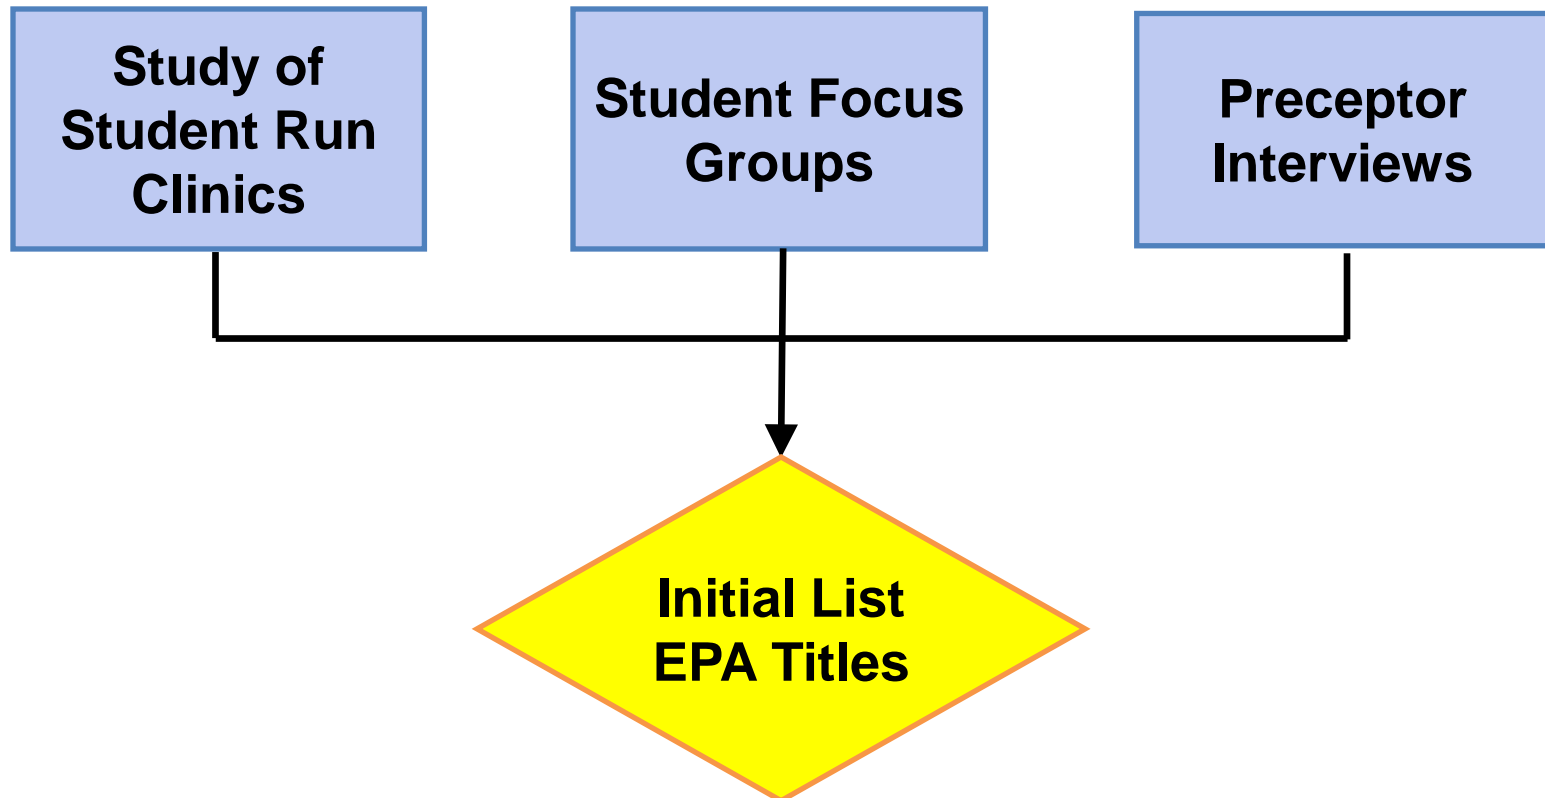 Study of
Student Run
Clinics
Student Focus
Groups
Preceptor
Interviews
Initial List
EPA Titles